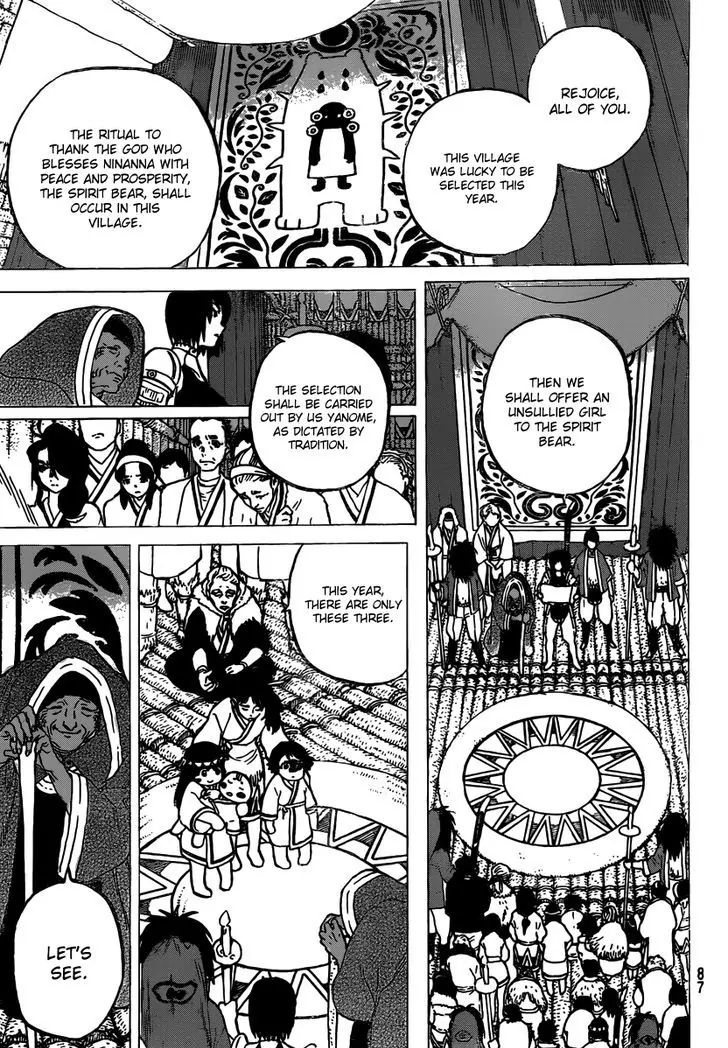 REJOICE,
ALL OF YOU.
THIS VILLAGE
WAS LUCKY TO BE
SELECTED THIS
YEAR.
THE RITUAL TO
THANK THE GOD WHO
BLESSES NINANNA WITH
PEACE AND PROSPERITY,
THE SPIRIT BEAR, SHALL
OCCUR IN THIS
VILLAGE.
THEN WE
SHALL OFFER AN
UNSULLIED GIRL
TO THE SPIRIT
BEAR.
THE SELECTION
SHALL BE CARRIED
OUT BY US YANOME,
AS DICTATED BY
TRADITION.
THIS YEAR,
THERE ARE ONLY
THESE THREE.
LET'S
SEE.
87